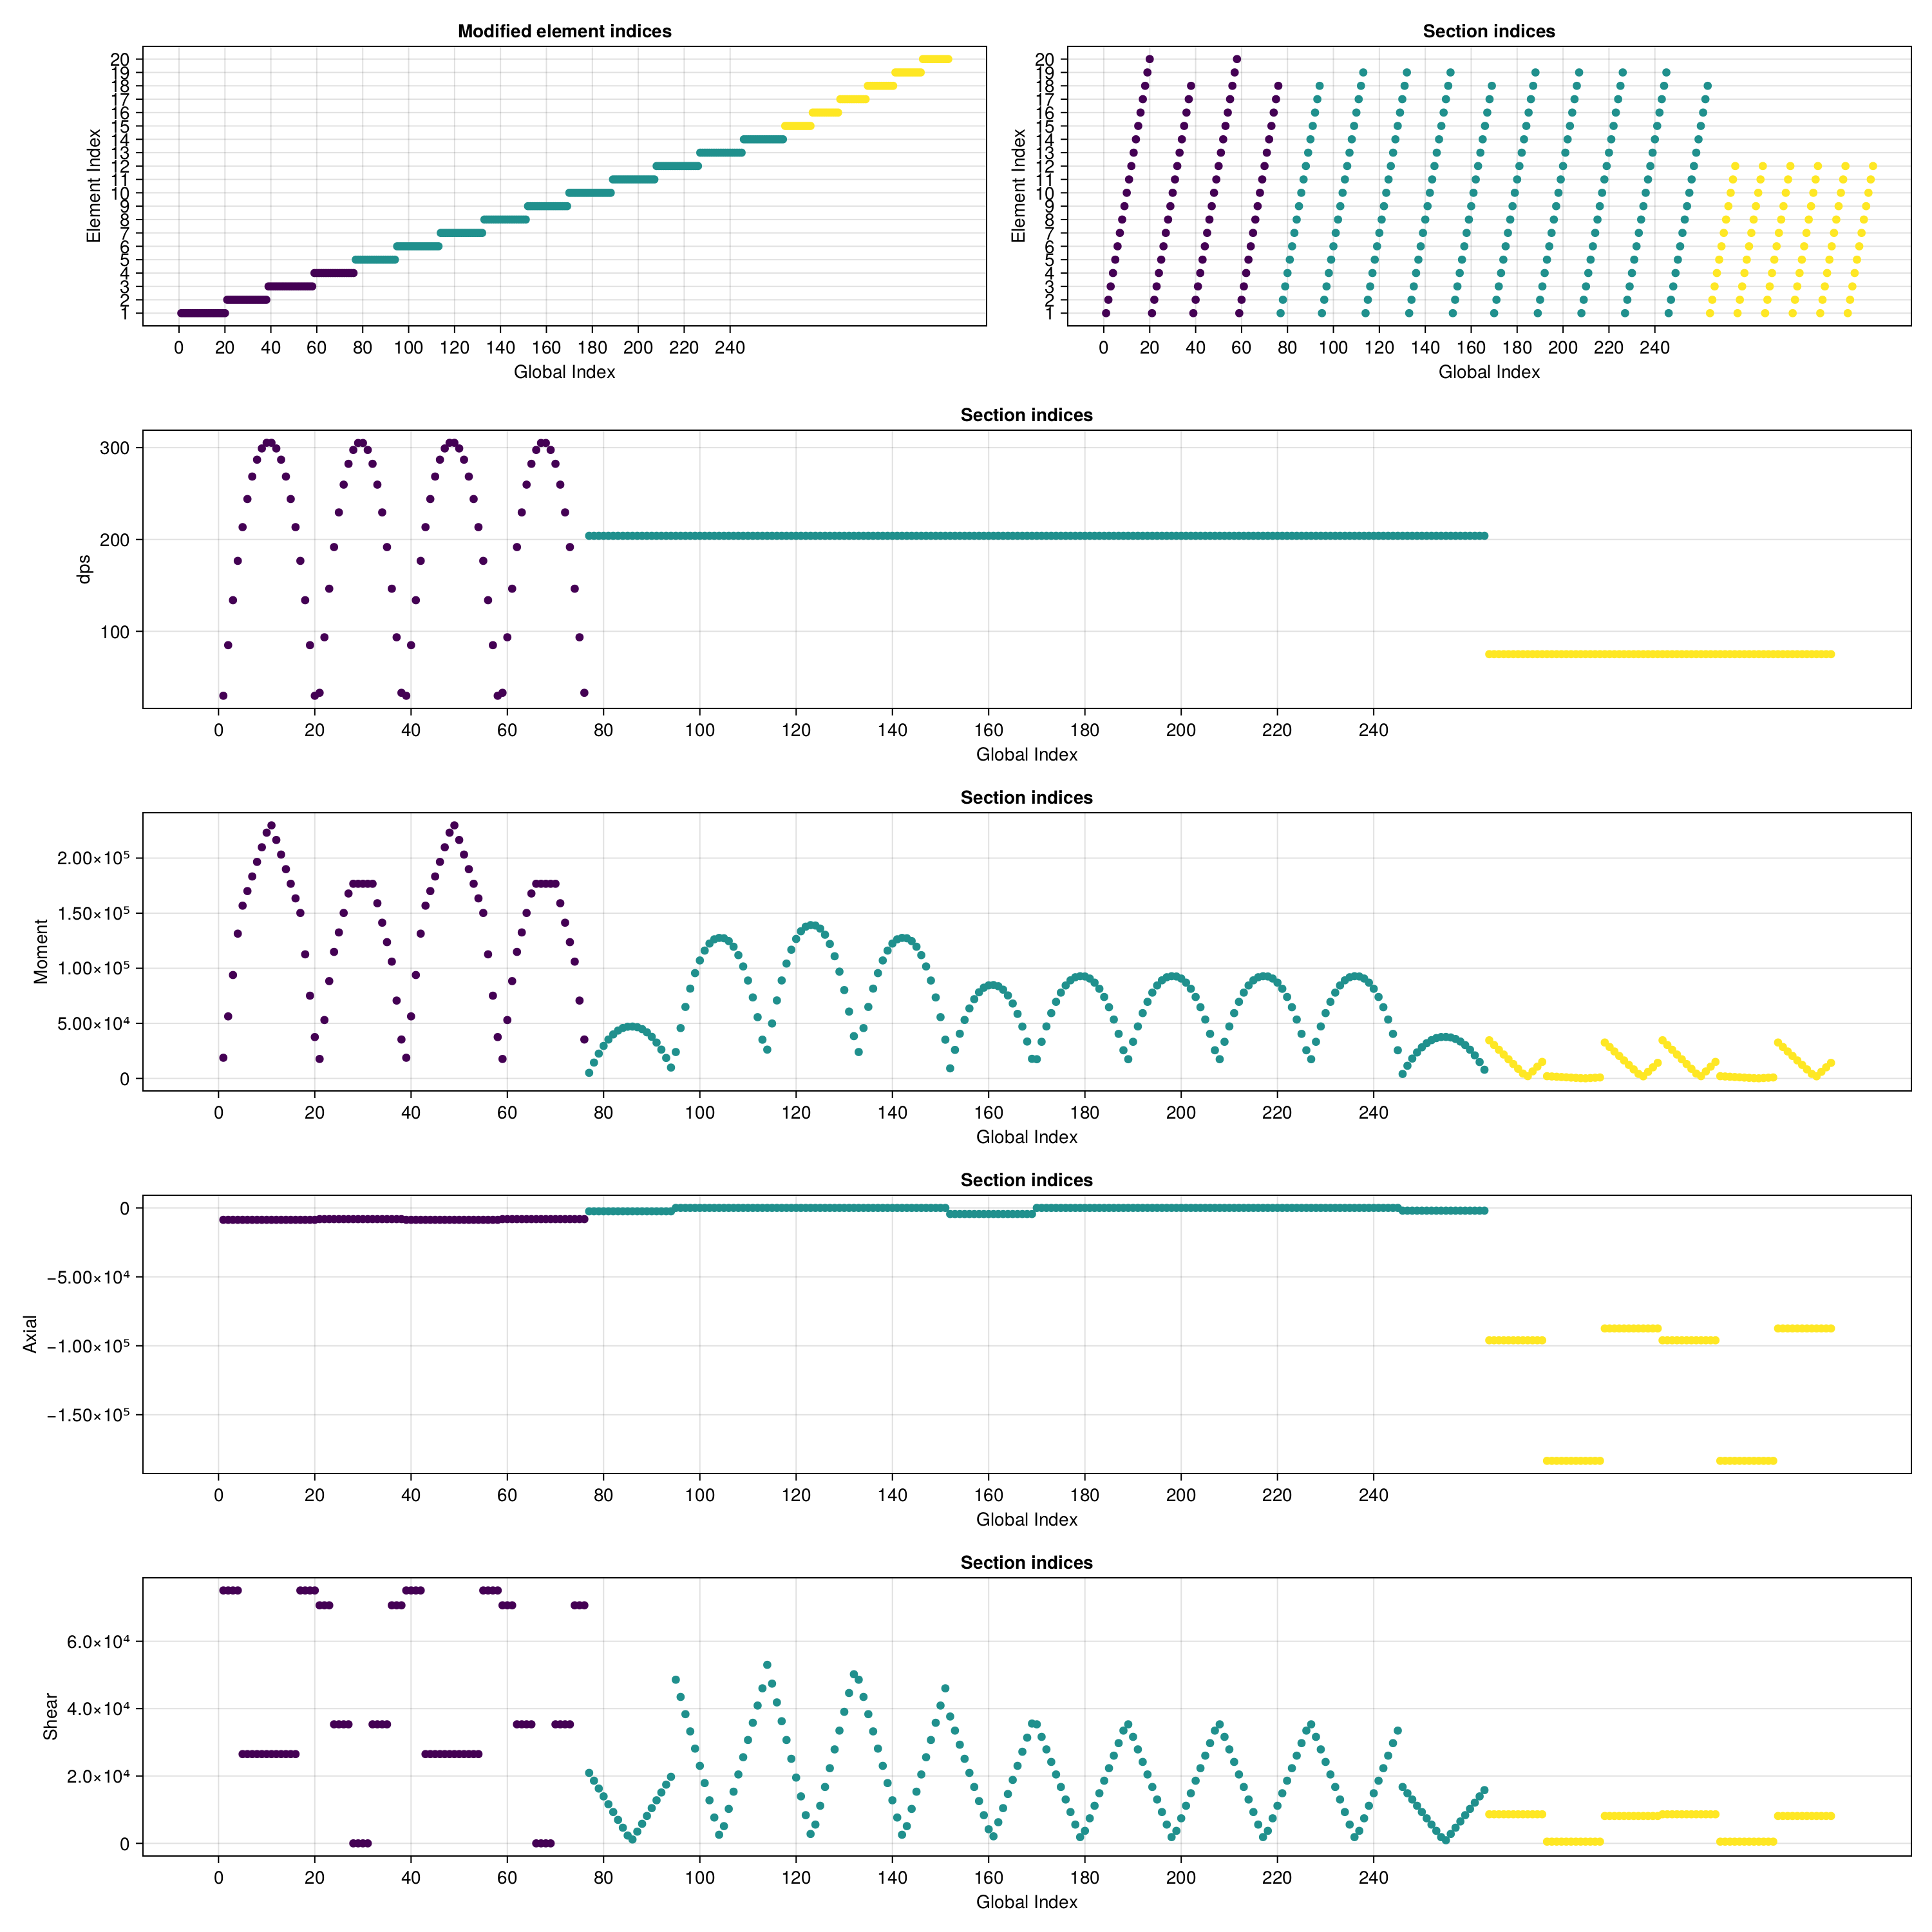 Modified element indices
20
19
18
17
16
15
14
13
12
11
10
9
8
7
6
5
4
3
2
1
Element Index
0 20 40 60 80 100 120 140 160 180 200 220 240
Global Index
Section indices
20
19
18
17
16
15
14
13
12
11
10
9
8
7
6
5
4
3
2
1
Element Index
0 20 40 60 80 100 120 140 160 180 200 220 240
Global Index
Section indices
300
200
100
dps
0 20 40 60 80 100 120 140 160 180 200 220 240
Global Index
Section indices
2.00×10⁵
1.50×10⁵
1.00×10⁵
5.00×10⁴
0
Moment
0 20 40 60 80 100 120 140 160 180 200 220 240
Global Index
Section indices
0
−5.00×10⁴
−1.00×10⁵
−1.50×10⁵
Axial
0 20 40 60 80 100 120 140 160 180 200 220 240
Global Index
Section indices
6.0×10⁴
4.0×10⁴
2.0×10⁴
0
Shear
0 20 40 60 80 100 120 140 160 180 200 220 240
Global Index